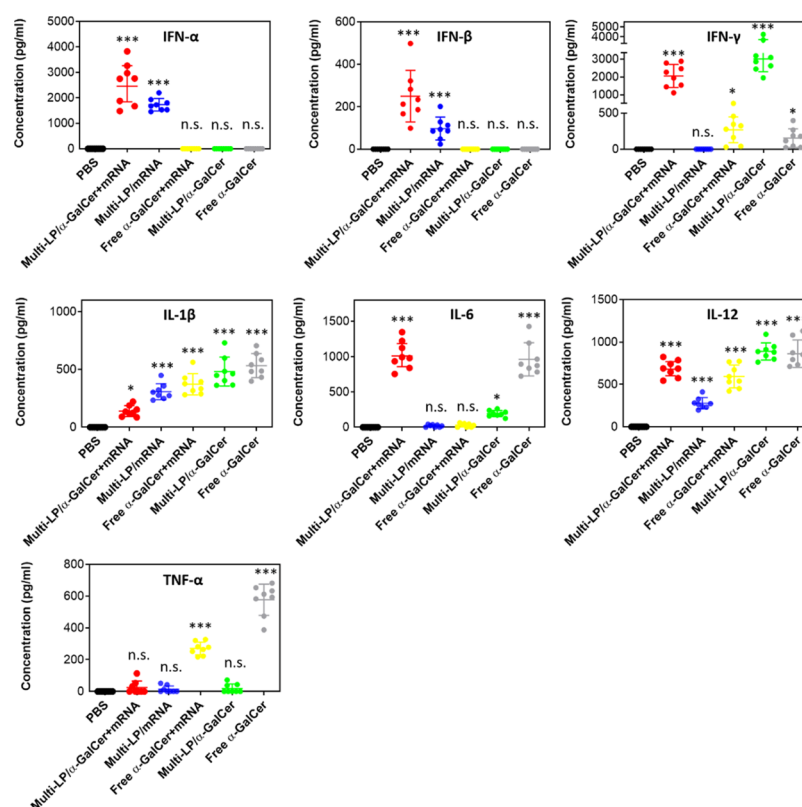 IFN-α
Concentration (pg/ml)
5000
4000
3000
2000
1000
0
***
***
n.s.
n.s.
n.s.
PBS
Multi-LP/α-GalCer+mRNA
Multi-LP/mRNA
Free α-GalCer+mRNA
Multi-LP/α-GalCer
Free α-GalCer
IFN-β
Concentration (pg/ml)
600
400
200
0
***
***
n.s.
n.s.
n.s.
PBS
Multi-LP/α-GalCer+mRNA
Multi-LP/mRNA
Free α-GalCer+mRNA
Multi-LP/α-GalCer
Free α-GalCer
IFN-γ
Concentration (pg/ml)
5000
4000
3000
2000
1000
500
0
***
n.s.
*
***
*
PBS
Multi-LP/α-GalCer+mRNA
Multi-LP/mRNA
Free α-GalCer+mRNA
Multi-LP/α-GalCer
Free α-GalCer
IL-1β
Concentration (pg/ml)
1000
500
0
*
***
***
***
***
PBS
Multi-LP/α-GalCer+mRNA
Multi-LP/mRNA
Free α-GalCer+mRNA
Multi-LP/α-GalCer
Free α-GalCer
IL-6
Concentration (pg/ml)
1500
1000
500
0
***
n.s.
n.s.
*
***
PBS
Multi-LP/α-GalCer+mRNA
Multi-LP/mRNA
Free α-GalCer+mRNA
Multi-LP/α-GalCer
Free α-GalCer
IL-12
Concentration (pg/ml)
1500
1000
500
0
***
***
***
***
**
PBS
Multi-LP/α-GalCer+mRNA
Multi-LP/mRNA
Free α-GalCer+mRNA
Multi-LP/α-GalCer
Free α-GalCer
TNF-α
Concentration (pg/ml)
800
600
400
200
0
n.s.
n.s.
***
n.s.
***
PBS
Multi-LP/α-GalCer+mRNA
Multi-LP/mRNA
Free α-GalCer+mRNA
Multi-LP/α-GalCer
Free α-GalCer